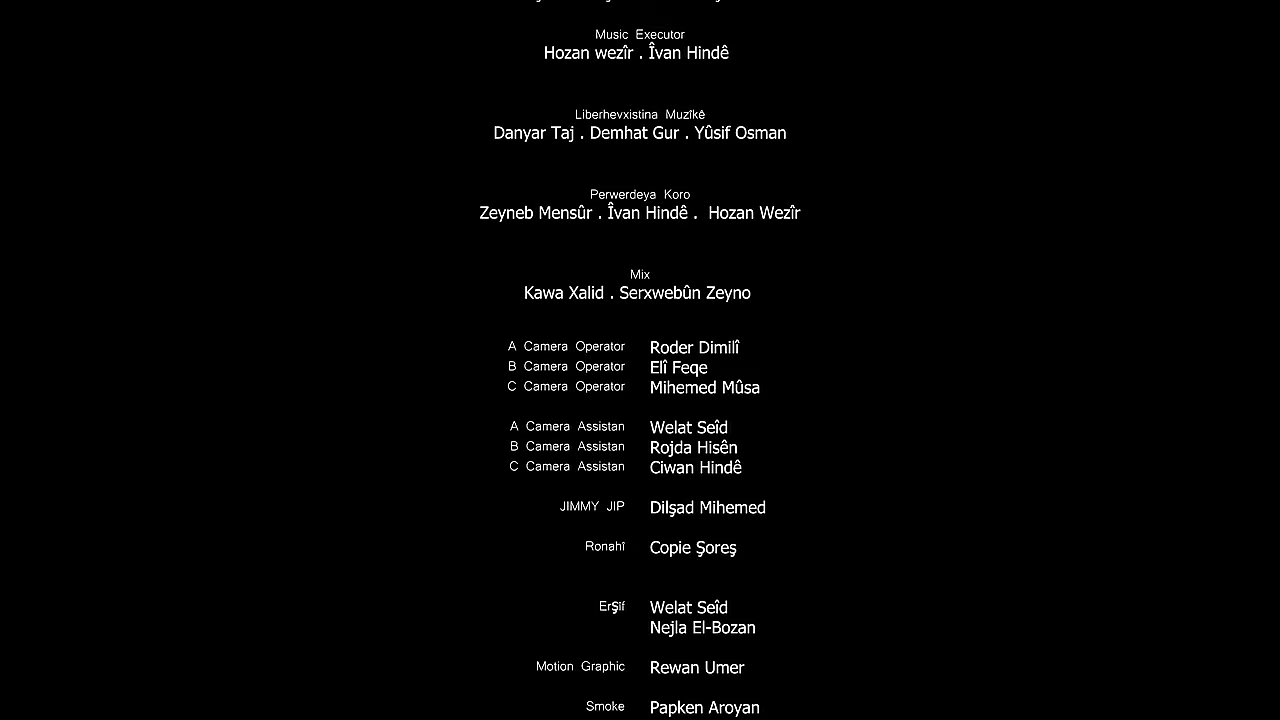 Music Executor
Hozan wezîr . Îvan Hindê
Liberhevxistina Muzîkê
Danyar Taj . Demhat Gur . Yûsif Osman
Perwerdeya Koro
Zeyneb Mensûr . Îvan Hindê . Hozan Wezîr
Mix
Kawa Xalid . Serxwebûn Zeyno
A Camera Operator Roder Dimilî
B Camera Operator Elî Feqe
C Camera Operator Mihemed Mûsa
A Camera Assistan Welat Seîd
B Camera Assistan Rojda Hisên
C Camera Assistan Ciwan Hindê
JIMMY JIP Dilşad Mihemed
Ronahî Copie Şoreş
ErŞîf Welat Seîd
Nejla El-Bozan
Motion Graphic Rewan Umer
Smoke Papken Aroyan